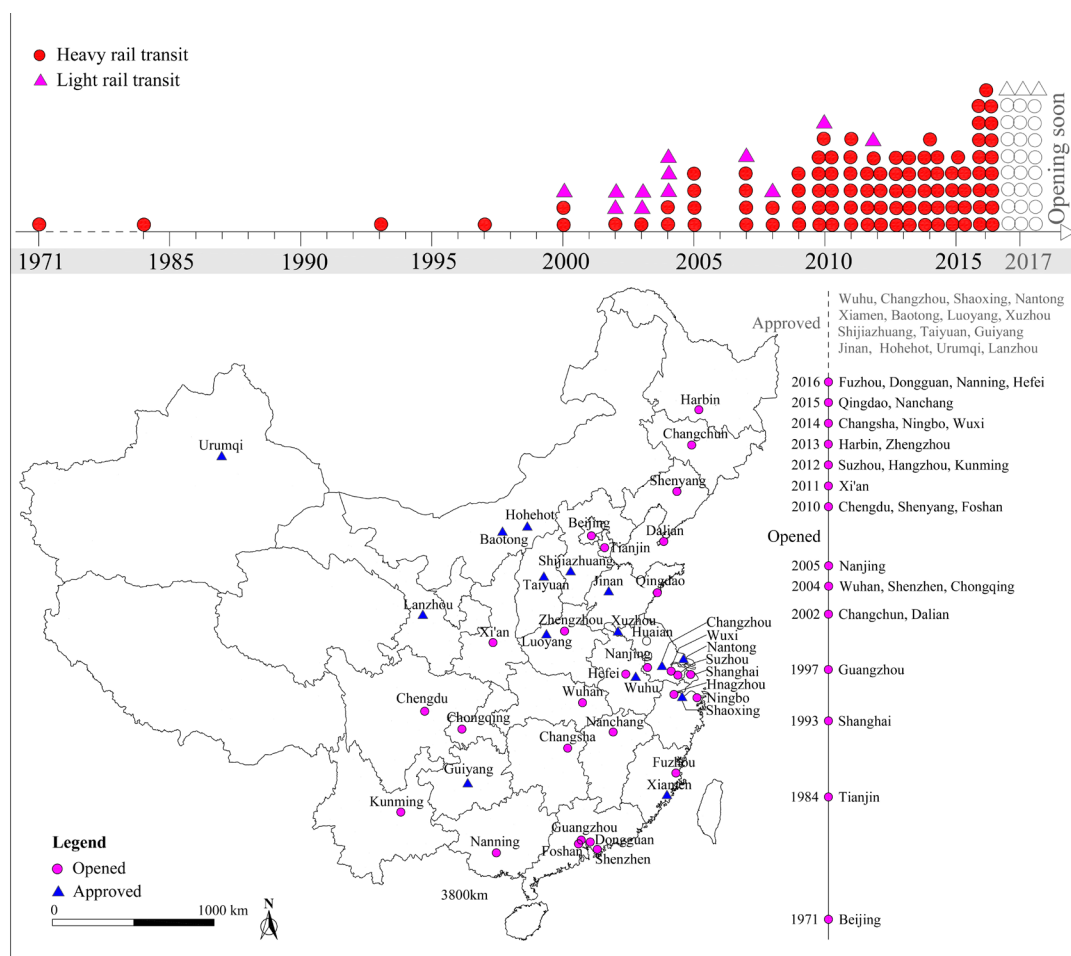 Heavy rail transit
Light rail transit
Opening soon
1971 1985 1990 1995 2000 2005 2010 2015 2017
Approved
Wuhu, Changzhou, Shaoxing, Nantong
Xiamen, Baotong, Luoyang, Xuzhou
Shijiazhuang, Taiyuan, Guiyang
Jinan, Hohehot, Urumqi, Lanzhou
2016 Fuzhou, Dongguan, Nanning, Hefei
2015 Qingdao, Nanchang
2014 Changsha, Ningbo, Wuxi
2013 Harbin, Zhengzhou
2012 Suzhou, Hangzhou, Kunming
2011 Xi'an
2010 Chengdu, Shenyang, Foshan
Opened
2005 Nanjing
2004 Wuhan, Shenzhen, Chongqing
2002 Changchun, Dalian
1997 Guangzhou
1993 Shanghai
1984 Tianjin
1971 Beijing
Harbin
Changchun
Urumqi
Shenyang
Hohehot
Beijing
Dalian
Baotong
Tianjin
Shijiazhuang
Taiyuan
Jinan
Qingdao
Lanzhou
Changzhou
Zhengzhou
Xuzhou
Xi'an
Huaian
Wuxi
Luoyang
Nantong
Nanjing
Suzhou
Hefei
Shanghai
Wuhu
Hnagzhou
Wuhan
Ningbo
Chengdu
Shaoxing
Chongqing
Nanchang
Changsha
Fuzhou
Guiyang
Xiamen
Kunming
Guangzhou
Nanning
Dongguan
Foshan
Shenzhen
Legend
Opened
Approved
3800km
0 1000 km
N